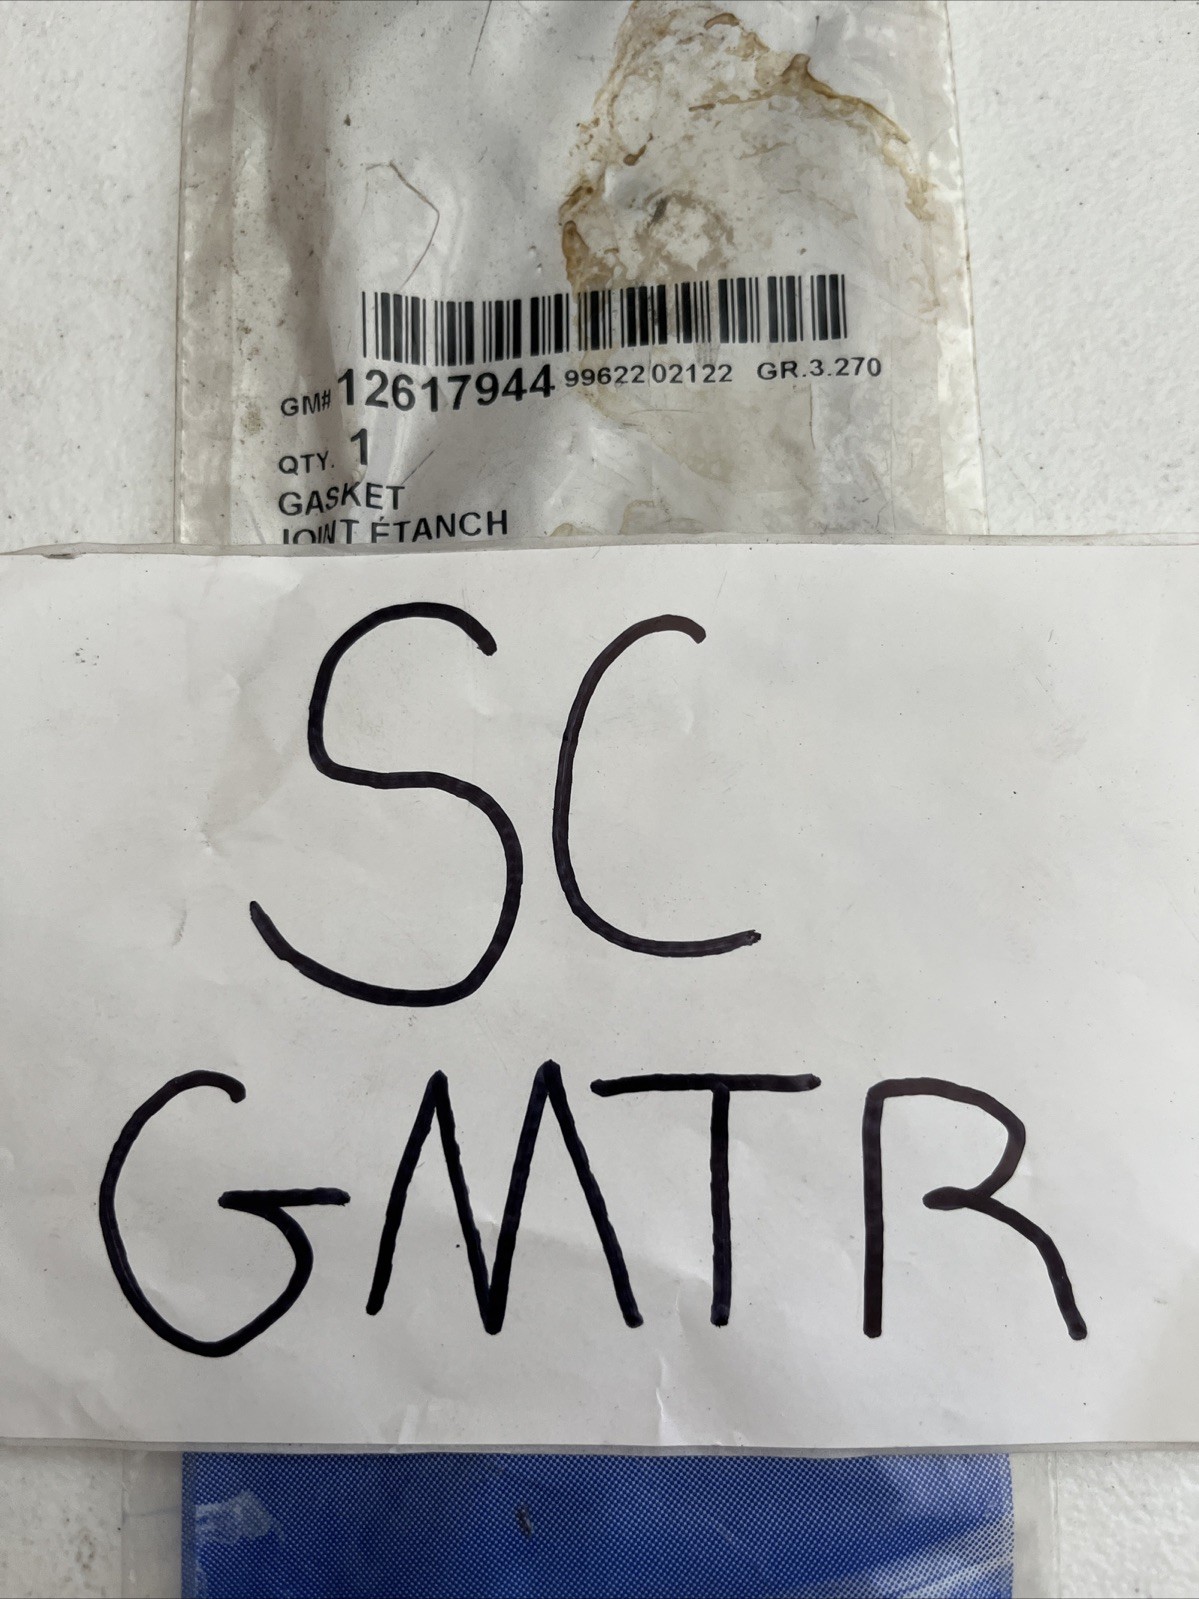 GM# 12617944 99622 02122 GR.3.270
QTY. 1
GASKET
JOINT ÉTANCH
SC
GMTR